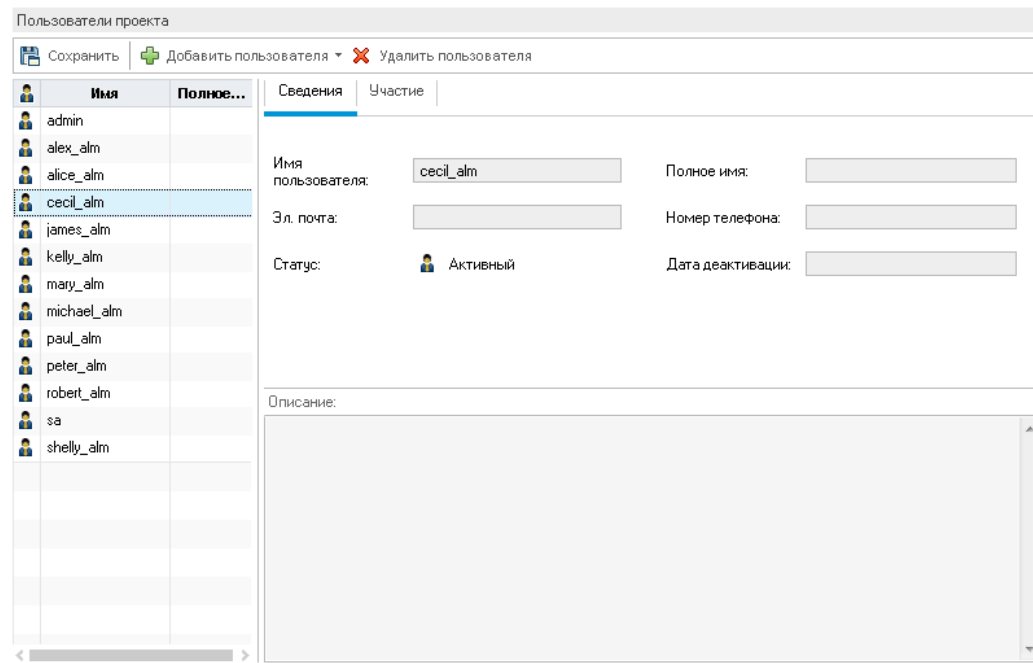 Пользователи проекта
Сохранить Добавить пользователя Удалить пользователя
Имя Полное...
Сведения Участие
admin
alex_alm
alice_alm
cecil_alm
james_alm
kelly_alm
mary_alm
michael_alm
paul_alm
peter_alm
robert_alm
sa
shelly_alm
Имя
пользователя:
cecil_alm
Полное имя:
Эл. почта:
Номер телефона:
Статус:
Активный
Дата деактивации:
Описание: